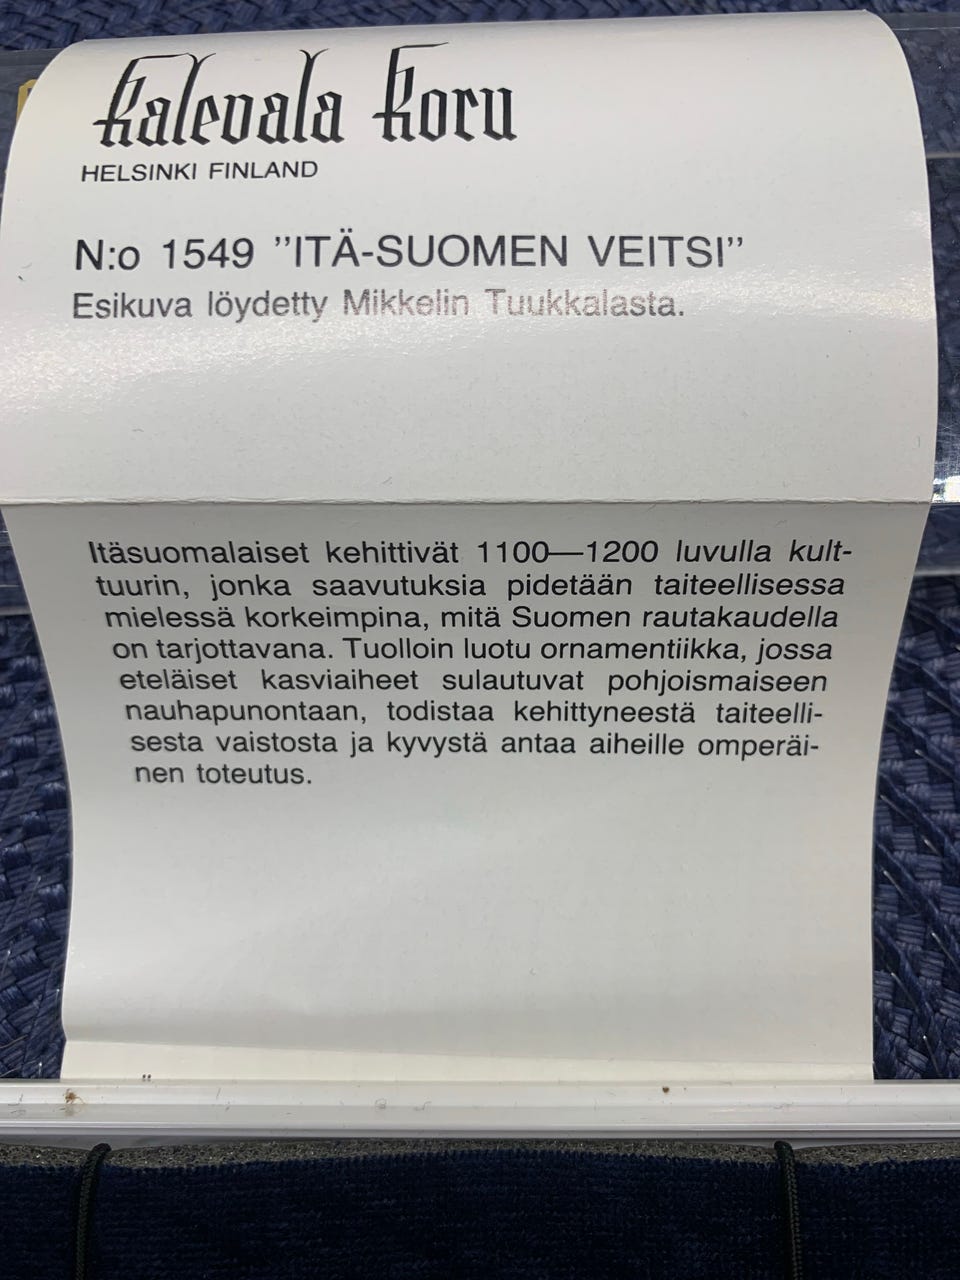 Kalevala Koru
HELSINKI FINLAND
N:o 1549 ”ITÄ-SUOMEN VEITSI”
Esikuva löydetty Mikkelin Tuukkalasta.
Itäsuomalaiset kehittivät 1100—1200 luvulla kult-
tuurin, jonka saavutuksia pidetään taiteellisessa
mielessä korkeimpina, mitä Suomen rautakaudella
on tarjottavana. Tuolloin luotu ornamentiikka, jossa
eteläiset kasviaiheet sulautuvat pohjoismaiseen
nauhapunontaan, todistaa kehittyneestä taiteelli-
sesta vaistosta ja kyvystä antaa aiheille omperäi-
nen toteutus.